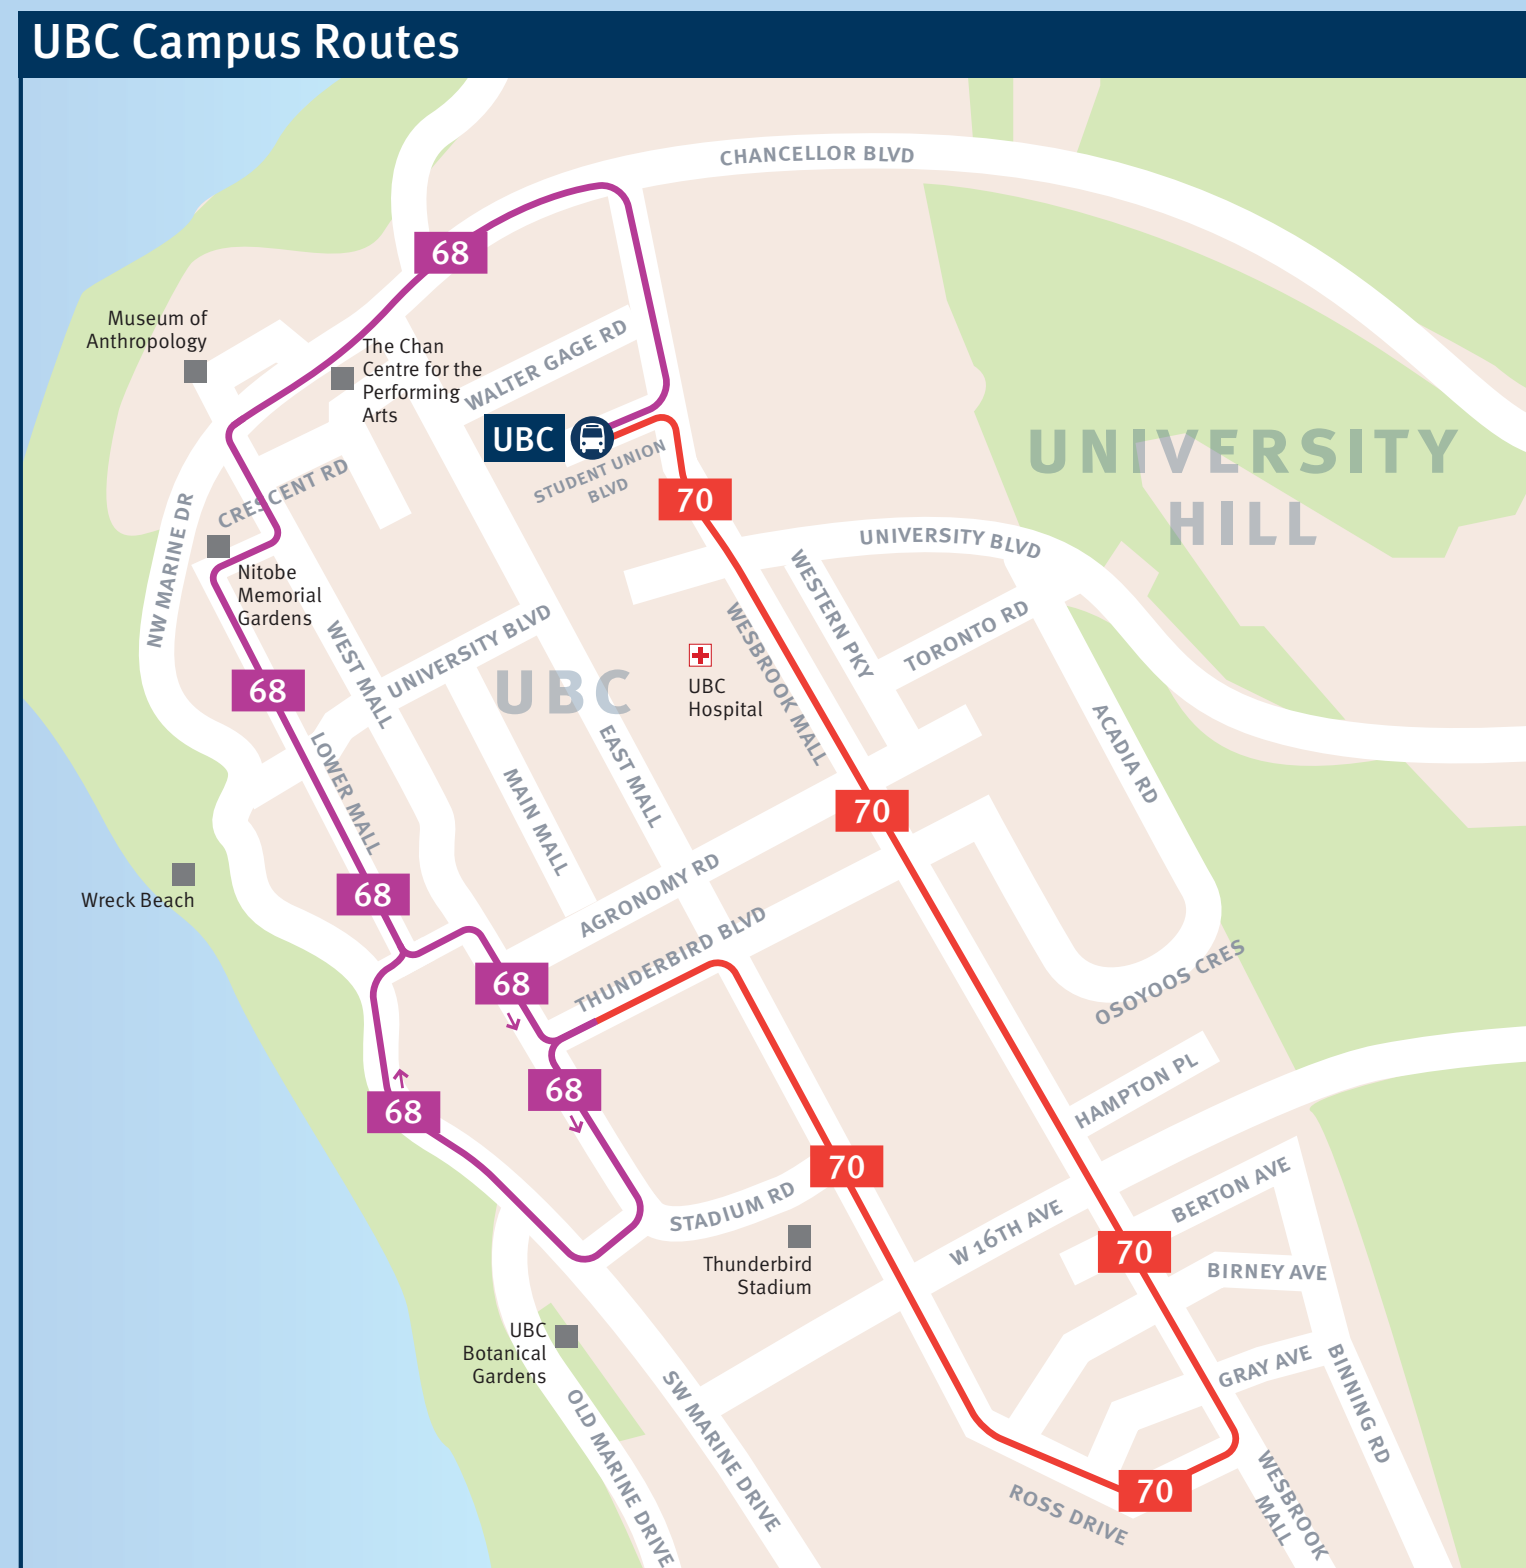 UBC Campus Routes
CHANCELLOR BLVD
68
Museum of
Anthropology
The Chan
Centre for the
Performing
Arts
WALTER GAGE RD
UBC
STUDENT UNION
BLVD
UNIVERSITY
HILL
CRESCENT RD
70
NW MARINE DR
UNIVERSITY BLVD
Nitobe
Memorial
Gardens
WESTERN PKY
TORONTO RD
WEST MALL
UNIVERSITY BLVD
WESBROOK MALL
UBC
UBC
Hospital
68
LOWER MALL
EAST MALL
MAIN MALL
ACADIA RD
70
Wreck Beach
68
AGRONOMY RD
THUNDERBIRD BLVD
68
OSOYOOS CRES
68
68
HAMPTON PL
70
STADIUM RD
BERTON AVE
W 16TH AVE
70
Thunderbird
Stadium
BIRNEY AVE
UBC
Botanical
Gardens
GRAY AVE
BINNING RD
SW MARINE DRIVE
OLD MARINE DRIVE
70
ROSS DRIVE
WESBROOK
MALL